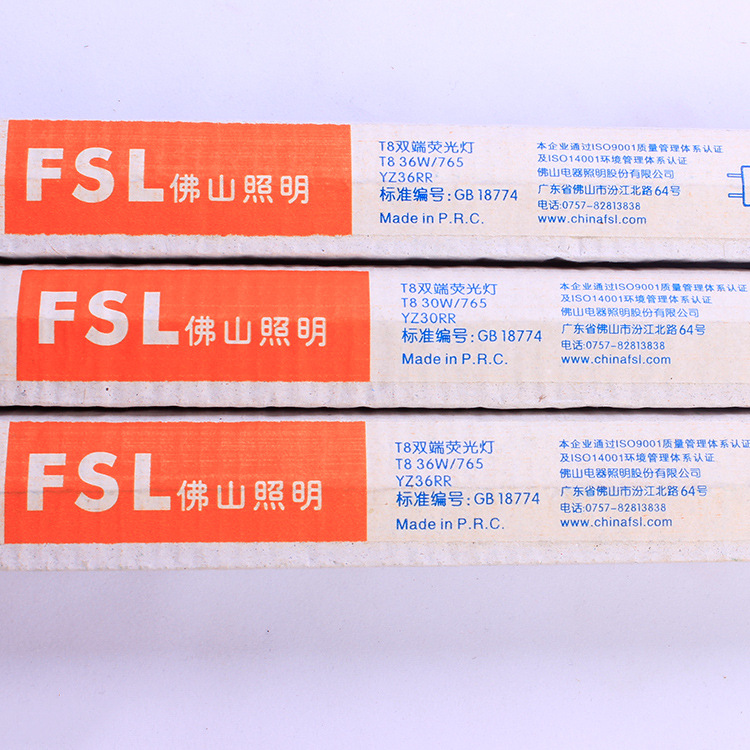 FSL佛山照明
T8双端荧光灯
T8 36W/765
YZ36RR
标准编号:GB 18774
Made in P.R.C.
本企业通过ISO9001质量管理体系认证
及ISO14001环境管理体系认证
佛山电器照明股份有限公司
广东省佛山市汾江北路64号
电话:0757-82813838
www.chinafsl.com
FSL佛山照明
T8双端荧光灯
T8 30W/765
YZ30RR
标准编号:GB 18774
Made in P.R.C.
本企业通过ISO9001质量管理体系认证
及ISO14001环境管理体系认证
佛山电器照明股份有限公司
广东省佛山市汾江北路64号
电话:0757-82813838
www.chinafsl.com
FSL佛山照明
T8双端荧光灯
T8 36W/765
YZ36RR
标准编号:GB 18774
Made in P.R.C.
本企业通过ISO9001质量管理体系认证
及ISO14001环境管理体系认证
佛山电器照明股份有限公司
广东省佛山市汾江北路64号
电话:0757-82813838
www.chinafsl.com